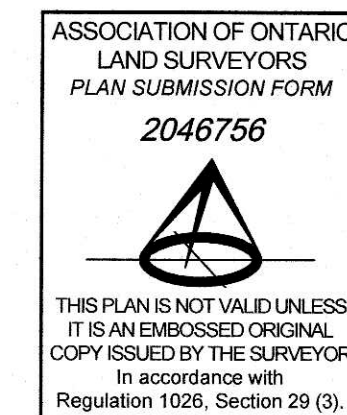 ASSOCIATION OF ONTARIO
LAND SURVEYORS
PLAN SUBMISSION FORM
2046756
THIS PLAN IS NOT VALID UNLESS
IT IS AN EMBOSSED ORIGINAL
COPY ISSUED BY THE SURVEYOR
In accordance with
Regulation 1026, Section 29 (3).